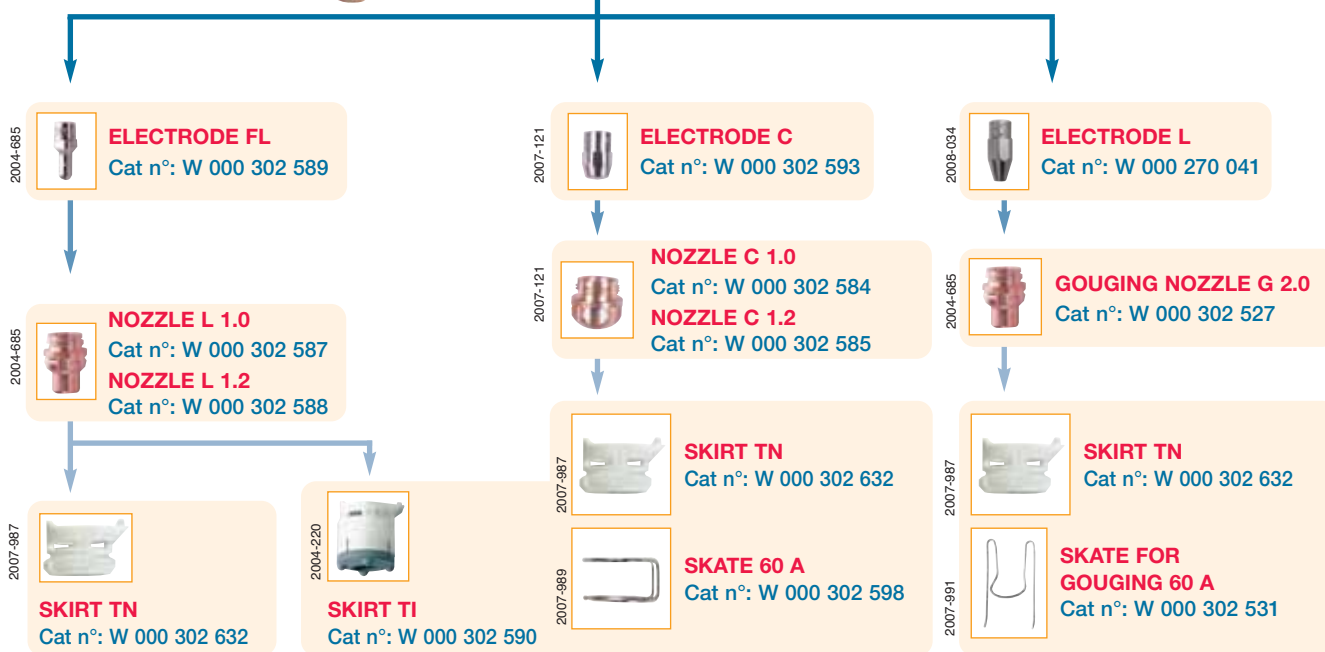 2004-685
ELECTRODE FL
Cat n°: W 000 302 589
2004-685
NOZZLE L 1.0
Cat n°: W 000 302 587
NOZZLE L 1.2
Cat n°: W 000 302 588
2007-987
SKIRT TN
Cat n°: W 000 302 632
2004-220
SKIRT TI
Cat n°: W 000 302 590
2007-121
ELECTRODE C
Cat n°: W 000 302 593
2007-121
NOZZLE C 1.0
Cat n°: W 000 302 584
NOZZLE C 1.2
Cat n°: W 000 302 585
2007-987
SKIRT TN
Cat n°: W 000 302 632
2007-989
SKATE 60 A
Cat n°: W 000 302 598
2008-034
ELECTRODE L
Cat n°: W 000 270 041
2004-685
GOUGING NOZZLE G 2.0
Cat n°: W 000 302 527
2007-987
SKIRT TN
Cat n°: W 000 302 632
2007-991
SKATE FOR
GOUGING 60 A
Cat n°: W 000 302 531